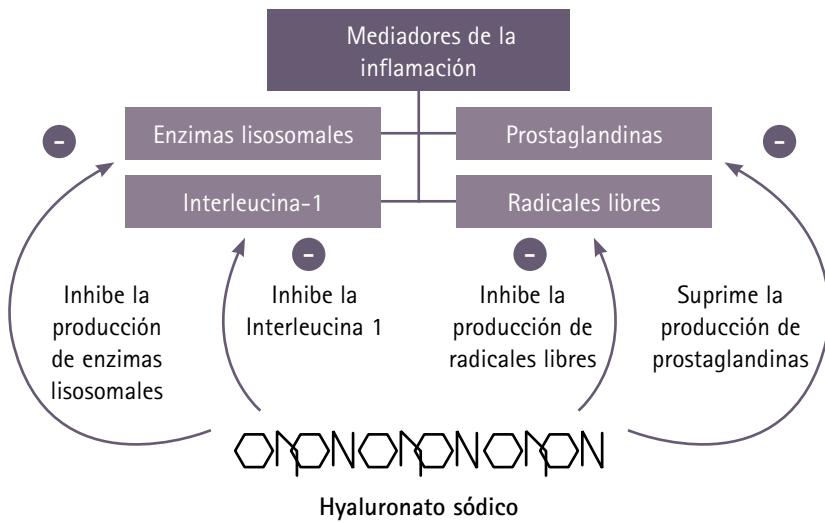 Mediadores de la
inflamación
-
Enzimas lisosomales
Prostaglandinas
-
Interleucina-1
Radicales libres
-
-
Inhibe la
producción
de enzimas
lisosomales
Inhibe la
Interleucina 1
Inhibe la
producción de
radicales libres
Suprime la
producción de
prostaglandinas
Hyaluronato sódico